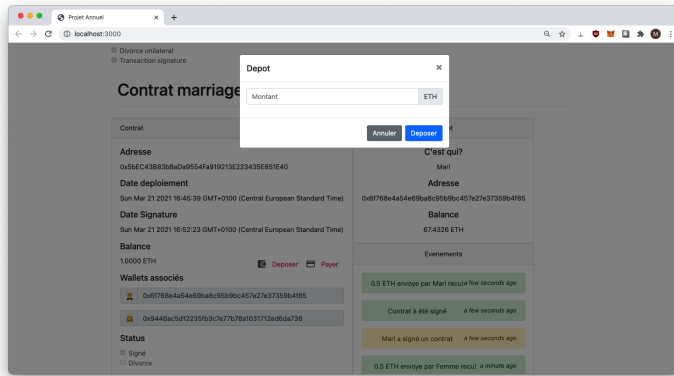 Projet Annuel
localhost:3000
M
Divorce unilateral
Transaction signature
Contrat marriage
Depot
Montant
ETH
Annuler
Deposer
Contrat
Adresse
0x5bEC43B83bBaDa9554Fa919213E223435E851E40
Date deploiement
Sun Mar 21 2021 16:45:39 GMT+0100 (Central European Standard Time)
Date Signature
Sun Mar 21 2021 16:52:23 GMT+0100 (Central European Standard Time)
Balance
1.0000 ETH
Deposer
Payer
Wallets associés
0x6f768e4a54e69ba8c95b9bc457e27e37359b4f85
0x9446ac5d12235fb3c7e77b78a1031712ed6da736
Status
Signé
Divorce
C'est qui?
Mari
Adresse
0x6f768e4a54e69ba8c95b9bc457e27e37359b4f85
Balance
67.4326 ETH
Evenements
0.5 ETH envoye par Mari recu! a few seconds ago
Contrat à été signé a few seconds ago
Mari a signé un contrat a few seconds ago
0.5 ETH envoye par Femme recu! a minute ago